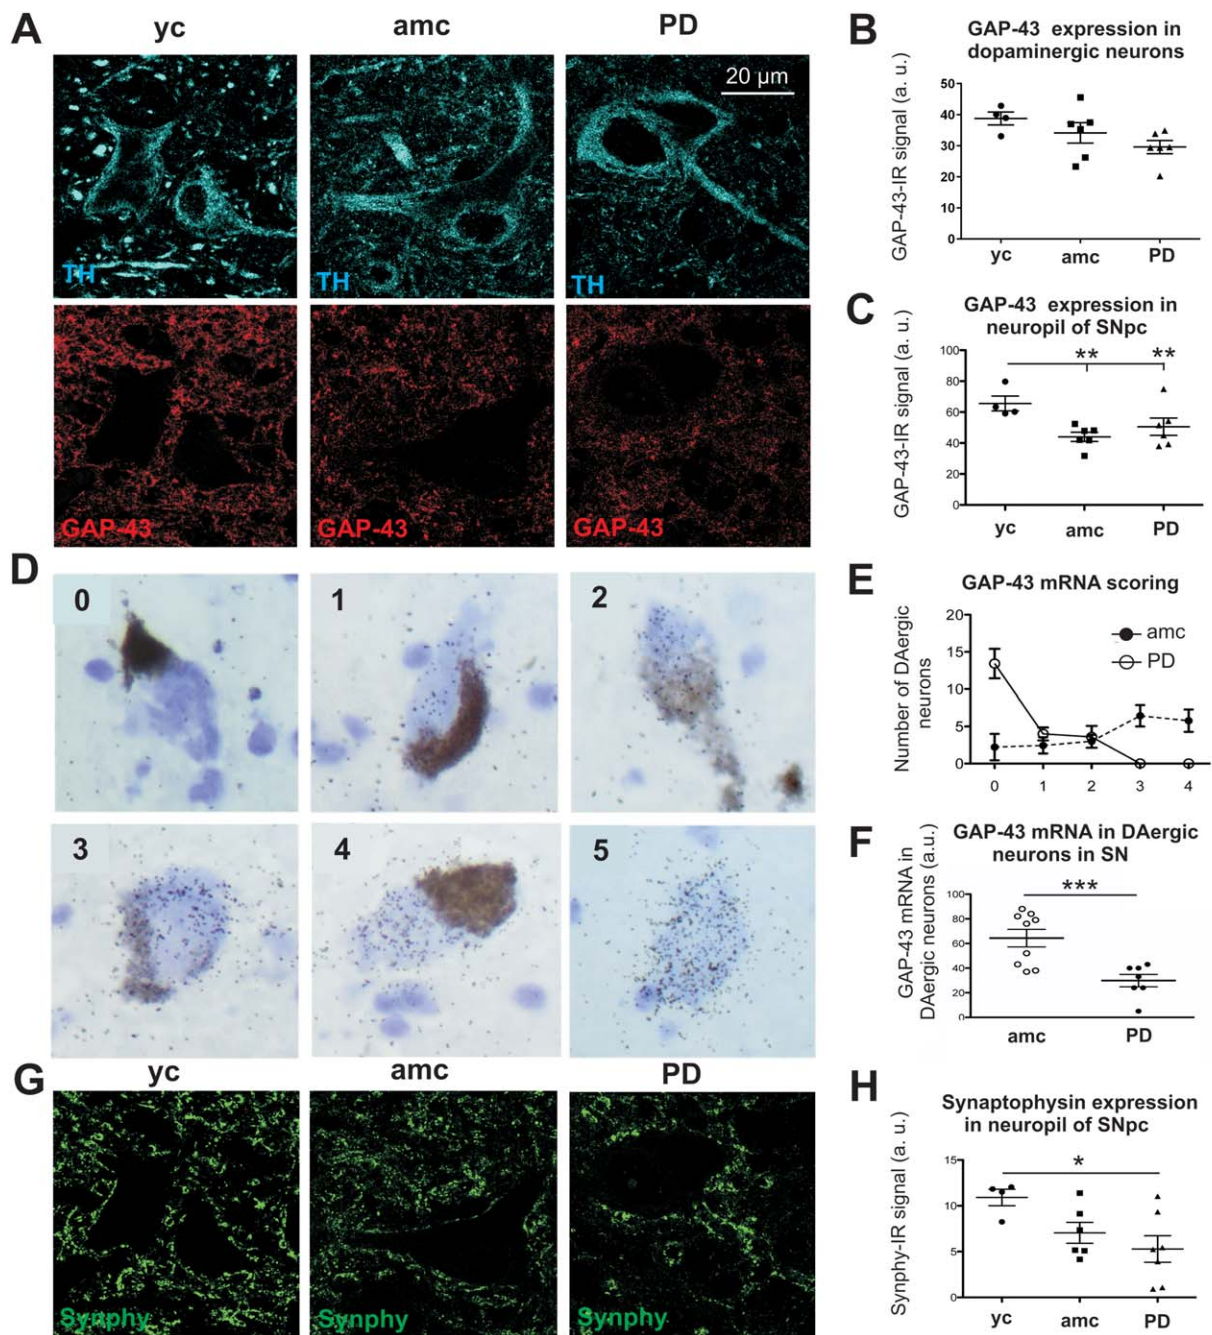 A
yc
amc
PD
20 µm
TH
TH
TH
GAP-43
GAP-43
GAP-43
B
GAP-43 expression in
dopaminergic neurons
GAP-43-IR signal (a. u.)
50
40
30
20
10
0
yc
amc
PD
C
GAP-43 expression in
neuropil of SNpc
GAP-43-IR signal (a. u.)
100
80
60
40
20
0
**
**
yc
amc
PD
D
0
1
2
3
4
5
E
GAP-43 mRNA scoring
Number of DAergic
neurons
20
15
10
5
0
amc
PD
0
1
2
3
4
F
GAP-43 mRNA in DAergic
neurons in SN
GAP-43 mRNA in
DAergic neurons (a.u.)
100
80
60
40
20
0
***
amc
PD
G
yc
amc
PD
Synphy
Synphy
Synphy
H
Synaptophysin expression
in neuropil of SNpc
Synphy-IR signal (a. u.)
15
10
5
0
*
yc
amc
PD